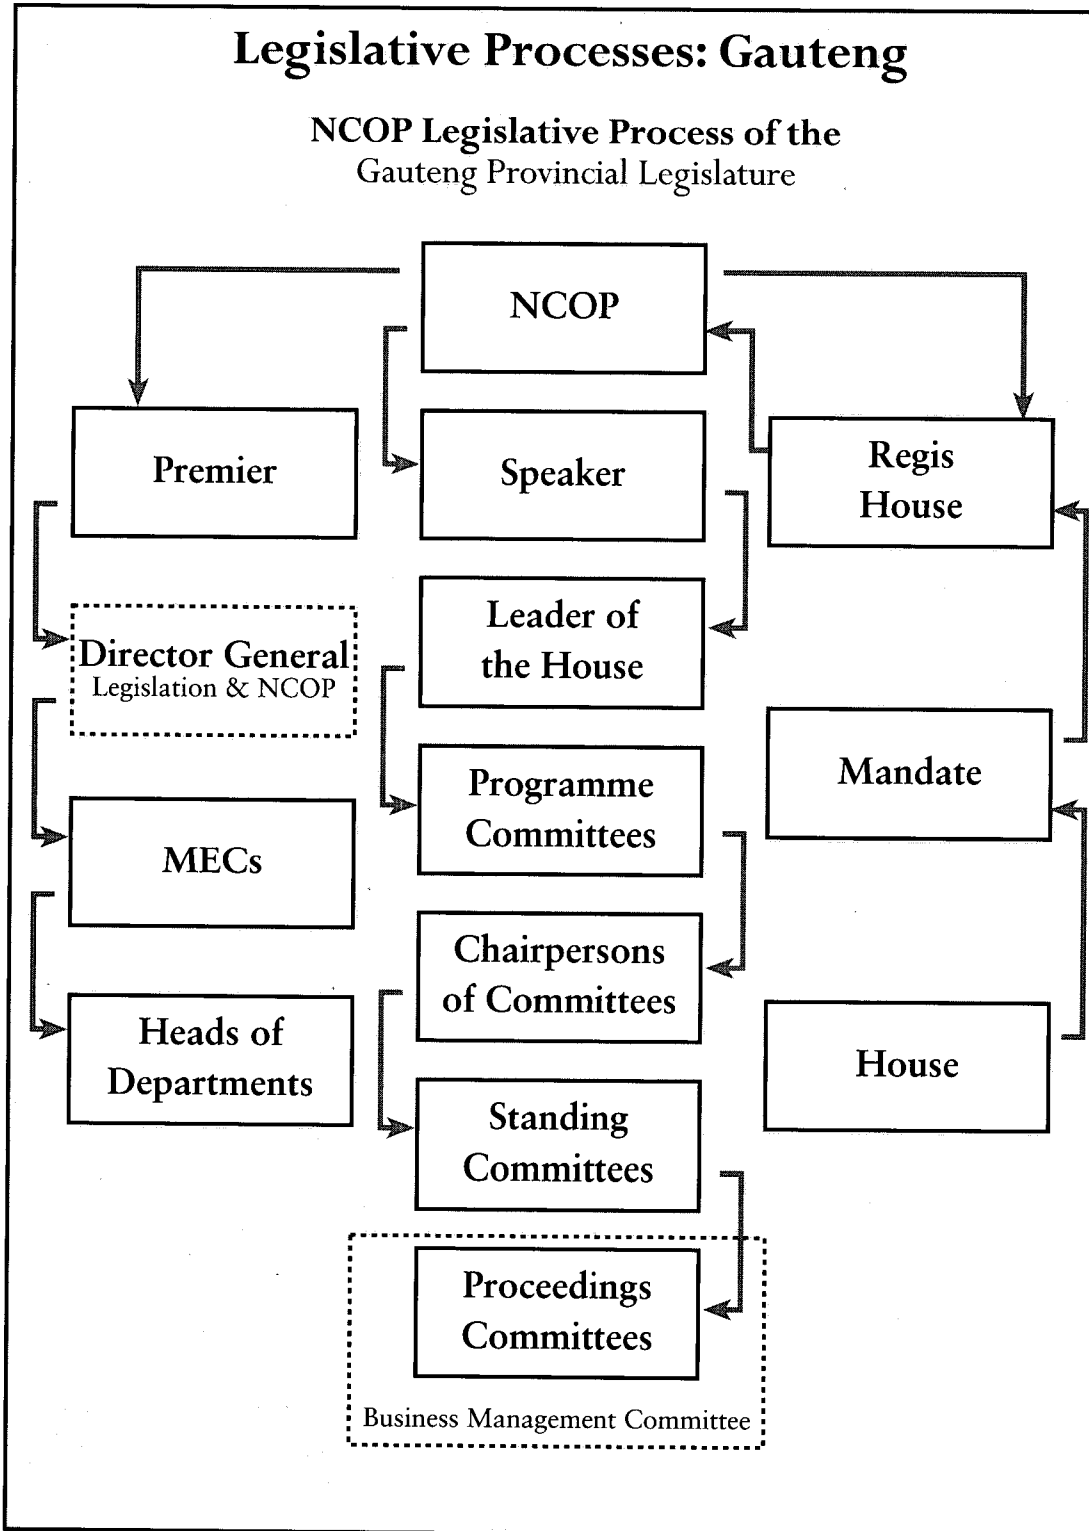 Legislative Processes: Gauteng
NCOP Legislative Process of the
Gauteng Provincial Legislature
NCOP
Premier
Speaker
Regis
House
Director General
Legislation & NCOP
Leader of
the House
Programme
Committees
Mandate
MECs
Chairpersons
of Committees
Heads of
Departments
House
Standing
Committees
Proceedings
Committees
Business Management Committee